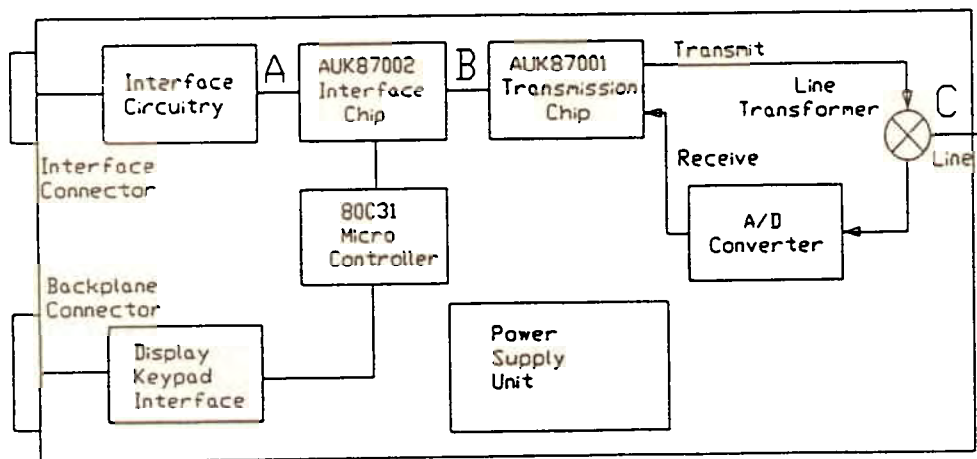 Interface
Circuitry
A
AUK87002
Interface
Chip
B
AUK87001
Transmission
Chip
Transmit
Line
Transformer
C
Line
Receive
Interface
Connector
80C31
Micro
Controller
A/D
Converter
Backplane
Connector
Display
Keypad
Interface
Power
Supply
Unit